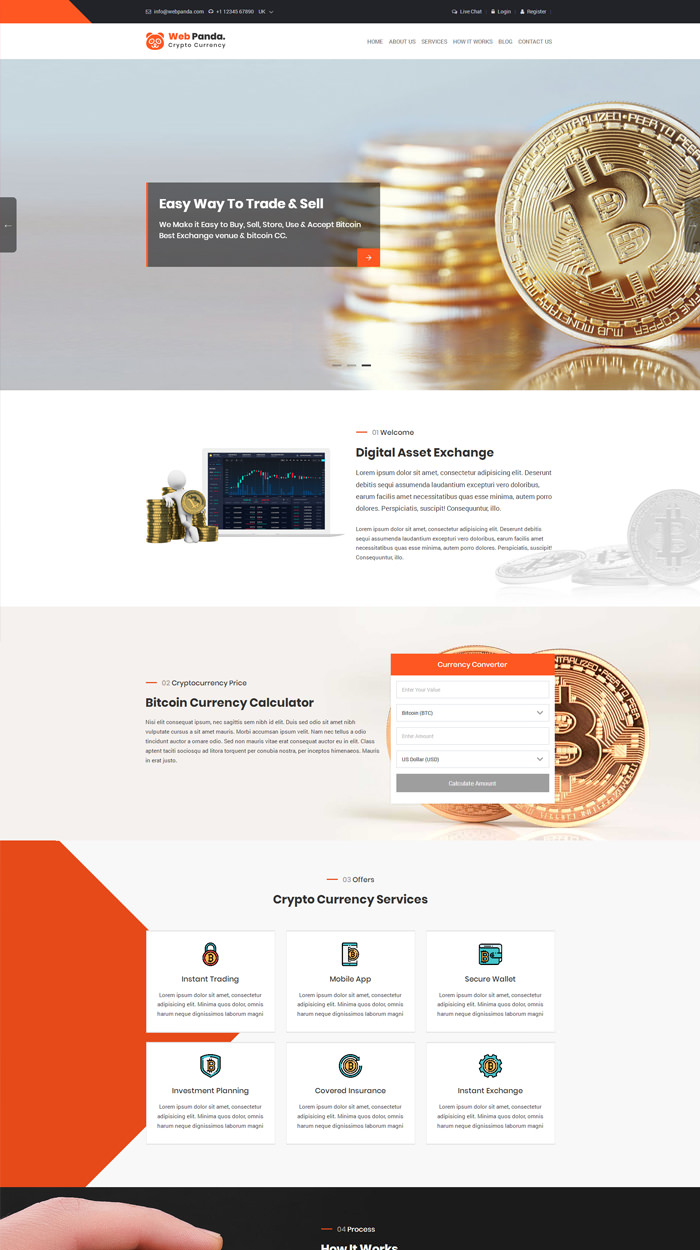 info@webpanda.com +1 12345 67890 UK
Live Chat Login Register
Web Panda.
Crypto Currency
HOME ABOUT US SERVICES HOW IT WORKS BLOG CONTACT US
DECENTRALIZED PEER TO PEER
Easy Way To Trade & Sell
We Make it Easy to Buy, Sell, Store, Use & Accept Bitcoin
Best Exchange venue & bitcoin CC.
MJB MONETARY METALS
COPPER
01 Welcome
Digital Asset Exchange
Lorem ipsum dolor sit amet, consectetur adipisicing elit. Deserunt
debitis sequi assumenda laudantium excepturi vero doloribus,
earum facilis amet necessitatibus quas esse minima, autem porro
dolores. Perspiciatis, suscipit! Consequuntur, illo.
Lorem ipsum dolor sit amet, consectetur adipisicing elit. Deserunt debitis
sequi assumenda laudantium excepturi vero doloribus, earum facilis amet
necessitatibus quas esse minima, autem porro dolores. Perspiciatis, suscipit!
Consequuntur, illo.
02 Cryptocurrency Price
Bitcoin Currency Calculator
Nisi elit consequat ipsum, nec sagittis sem nibh id elit. Duis sed odio sit amet nibh
vulputate cursus a sit amet mauris. Morbi accumsan ipsum velit. Nam nec tellus a odio
tincidunt auctor a ornare odio. Sed non mauris vitae erat consequat auctor eu in elit. Class
aptent taciti sociosqu ad litora torquent per conubia nostra, per inceptos himenaeos. Mauris
in erat justo.
Currency Converter
Enter Your Value
Bitcoin (BTC)
Enter Amount
US Dollar (USD)
Calculate Amount
03 Offers
Crypto Currency Services
Instant Trading
Lorem ipsum dolor sit amet, consectetur
adipisicing elit. Minima quos dolor, omnis
harum neque dignissimos laborum magni
Mobile App
Lorem ipsum dolor sit amet, consectetur
adipisicing elit. Minima quos dolor, omnis
harum neque dignissimos laborum magni
Secure Wallet
Lorem ipsum dolor sit amet, consectetur
adipisicing elit. Minima quos dolor, omnis
harum neque dignissimos laborum magni
Investment Planning
Lorem ipsum dolor sit amet, consectetur
adipisicing elit. Minima quos dolor, omnis
harum neque dignissimos laborum magni
Covered Insurance
Lorem ipsum dolor sit amet, consectetur
adipisicing elit. Minima quos dolor, omnis
harum neque dignissimos laborum magni
Instant Exchange
Lorem ipsum dolor sit amet, consectetur
adipisicing elit. Minima quos dolor, omnis
harum neque dignissimos laborum magni
04 Process
How It Works